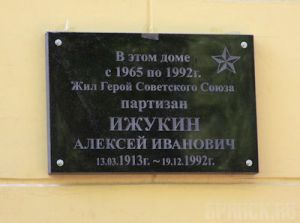 В этом доме
с 1965 по 1992г.
Жил Герой Советского Союза
партизан
ИЖУКИН
АЛЕКСЕЙ ИВАНОВИЧ
13.03.1913г. ~ 19.12.1992г.